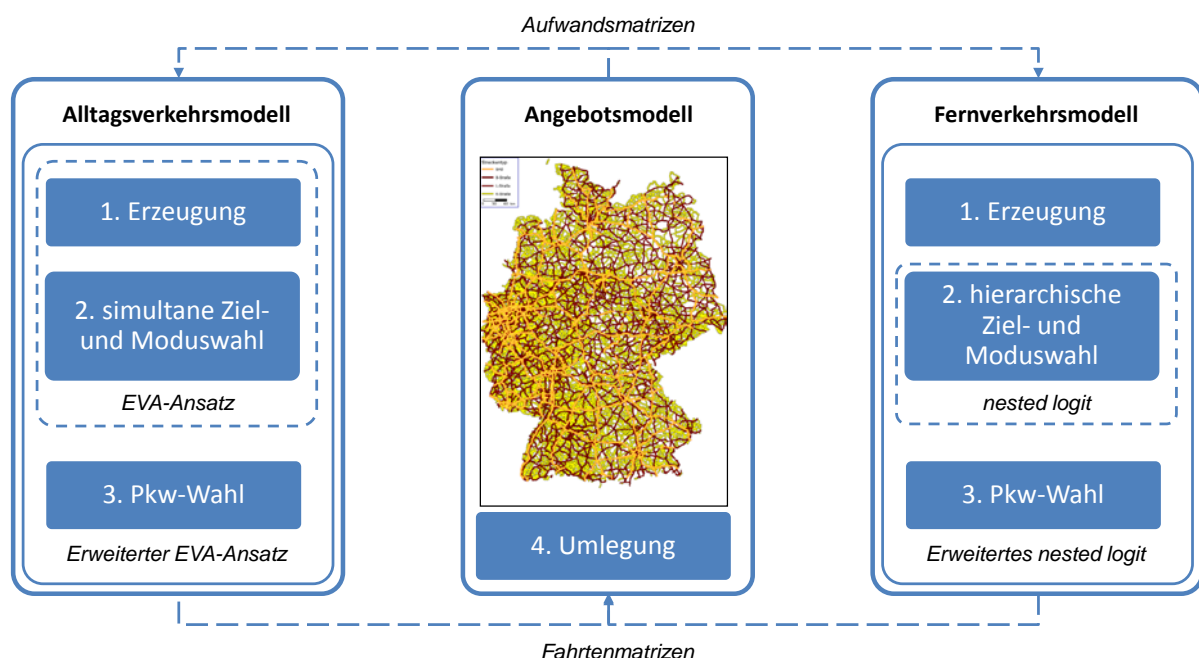 Aufwandsmatrizen
Alltagsverkehrsmodell
1. Erzeugung
2. simultane Ziel-
und Moduswahl
EVA-Ansatz
3. Pkw-Wahl
Erweiterter EVA-Ansatz
Angebotsmodell
4. Umlegung
Fernverkehrsmodell
1. Erzeugung
2. hierarchische
Ziel- und
Moduswahl
nested logit
3. Pkw-Wahl
Erweitertes nested logit
Fahrtenmatrizen